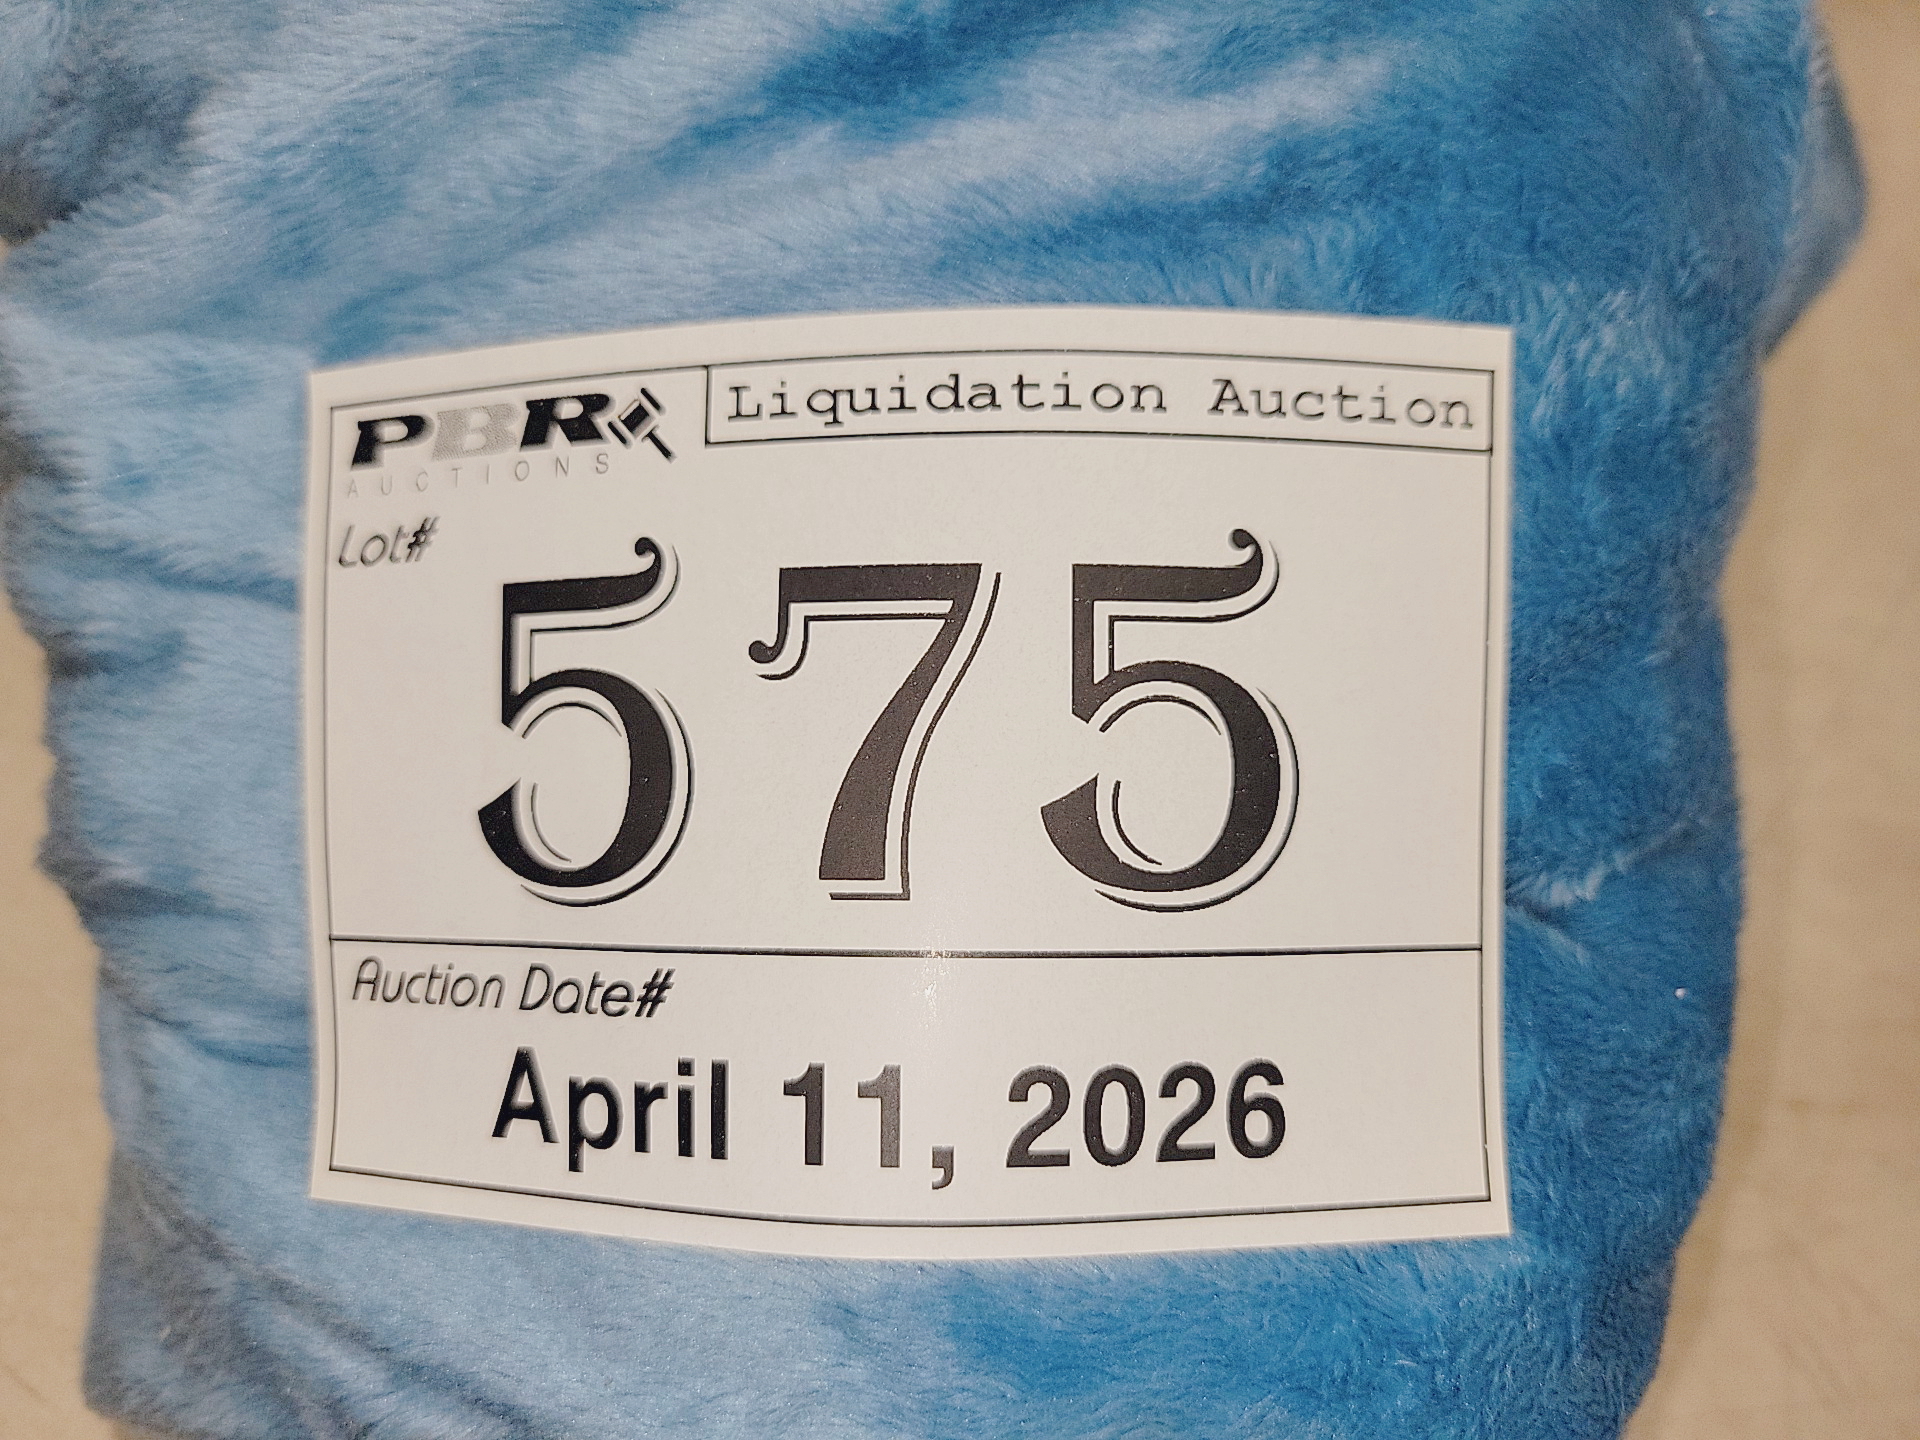 PBR
AUCTIONS
Liquidation Auction
Lot#
575
Auction Date#
April 11, 2026